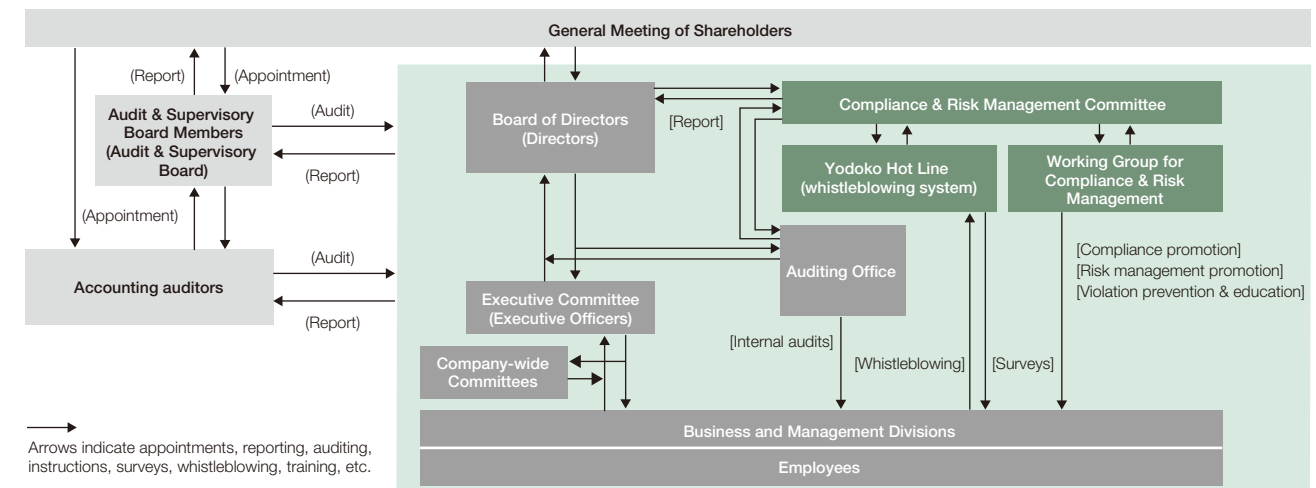 General Meeting of Shareholders
(Report)
(Appointment)
Audit & Supervisory
Board Members
(Audit & Supervisory
Board)
(Audit)
(Report)
(Appointment)
Accounting auditors
(Audit)
(Report)
Board of Directors
(Directors)
[Report]
Compliance & Risk Management Committee
Yodoko Hot Line
(whistleblowing system)
Working Group for
Compliance & Risk
Management
Auditing Office
[Compliance promotion]
[Risk management promotion]
[Violation prevention & education]
Executive Committee
(Executive Officers)
Company-wide
Committees
[Internal audits]
[Whistleblowing]
[Surveys]
Business and Management Divisions
Employees
Arrows indicate appointments, reporting, auditing,
instructions, surveys, whistleblowing, training, etc.